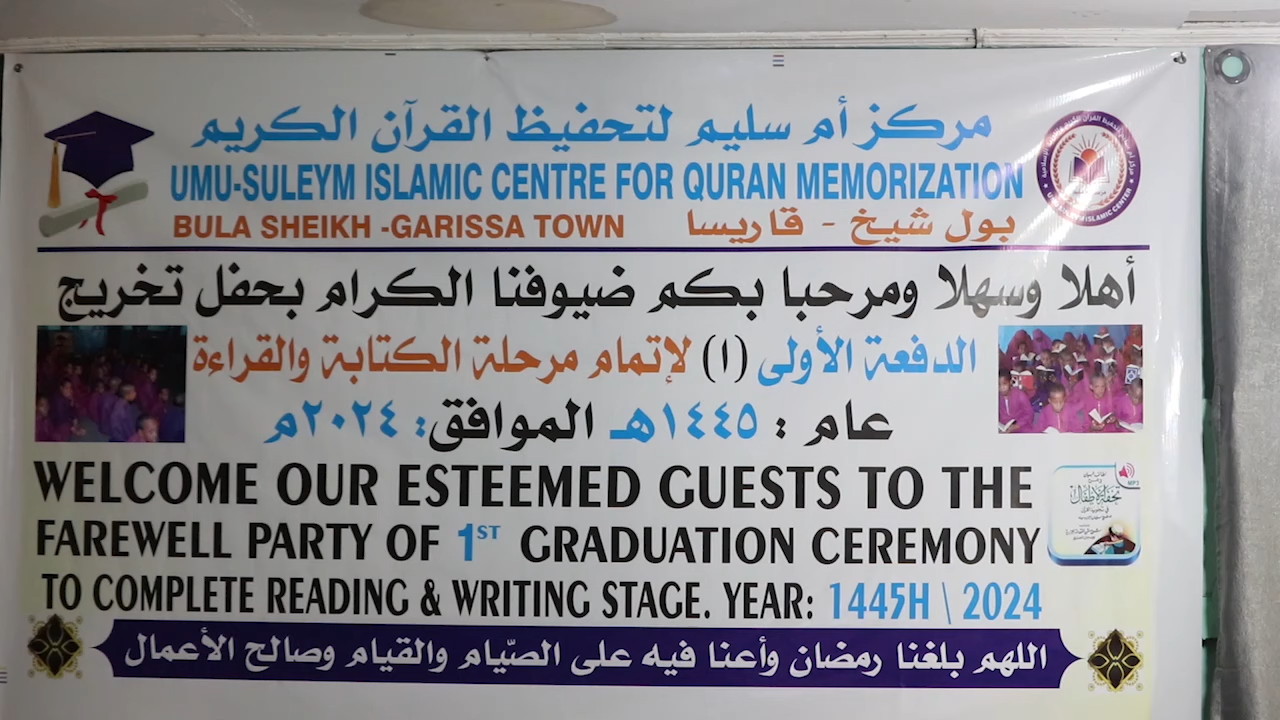 مركز أم سليم لتحفيظ القرآن الكريم
UMU-SULEYM ISLAMIC CENTRE FOR QURAN MEMORIZATION
BULA SHEIKH -GARISSA TOWN بول شيخ - قاريسا
أهلا وسهلا ومرحبا بكم ضيوفنا الكرام بحفل تخريج
الدفعة الأولى (١) لإتمام مرحلة الكتابة والقراءة
عام : ١٤٤٥هـ الموافق: ٢٠٢٤م
WELCOME OUR ESTEEMED GUESTS TO THE
FAREWELL PARTY OF 1ST GRADUATION CEREMONY
TO COMPLETE READING & WRITING STAGE. YEAR: 1445H \ 2024
MP3
تحفة الأطفال
اللهم بلغنا رمضان وأعنا فيه على الصّيام والقيام وصالح الأعمال